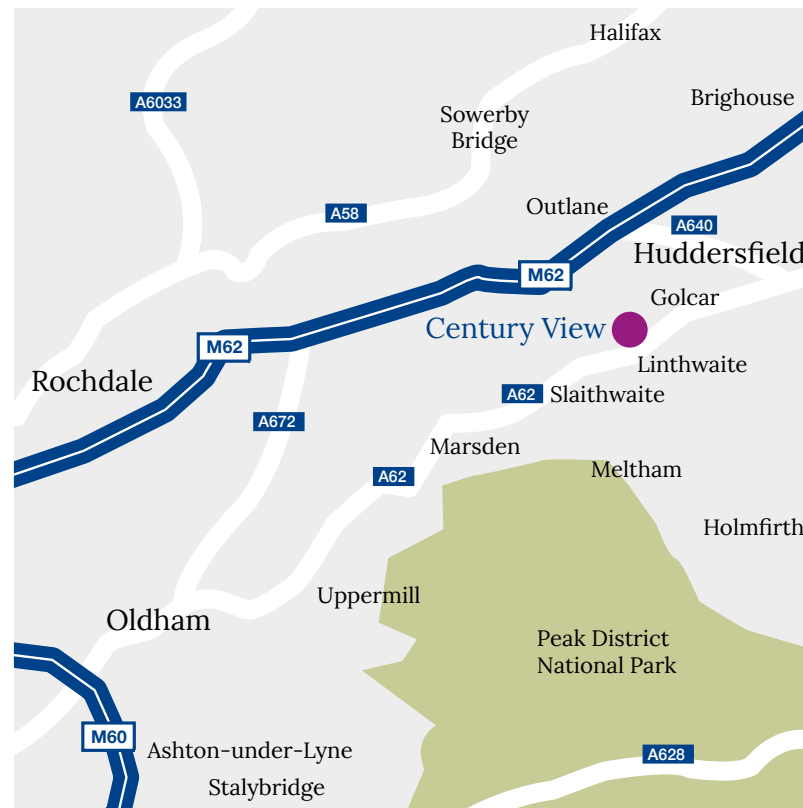 Halifax
Brighouse
A6033
Sowerby
Bridge
Outlane
A58
A640
Huddersfield
M62
Golcar
Century View
M62
Linthwaite
Rochdale
A62
Slaithwaite
A672
Marsden
Meltham
A62
Holmfirth
Uppermill
Oldham
Peak District
National Park
M60
Ashton-under-Lyne
A628
Stalybridge